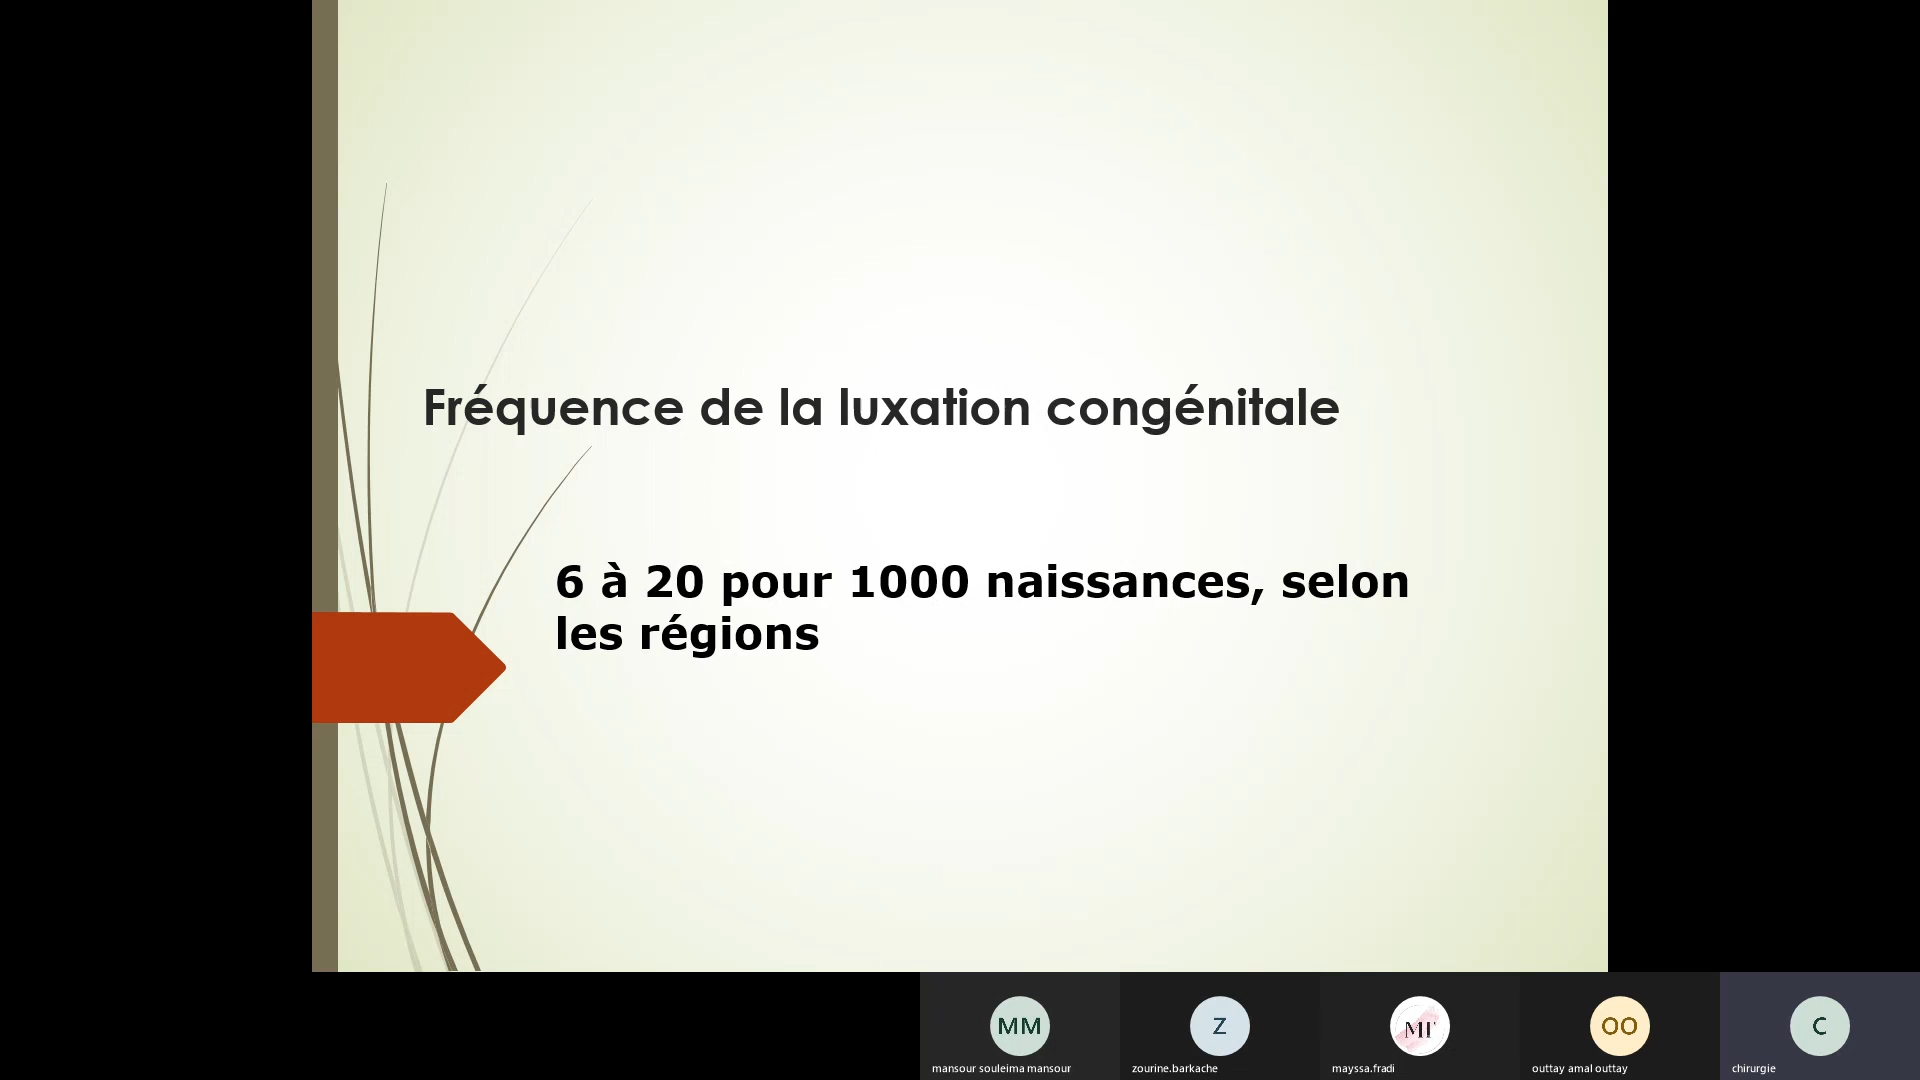 Fréquence de la luxation congénitale
6 à 20 pour 1000 naissances, selon
les régions
MM
Z
MF
OO
C
mansour souleima mansour
zourine.barkache
mayssa.fradi
outtay amal outtay
chirurgie